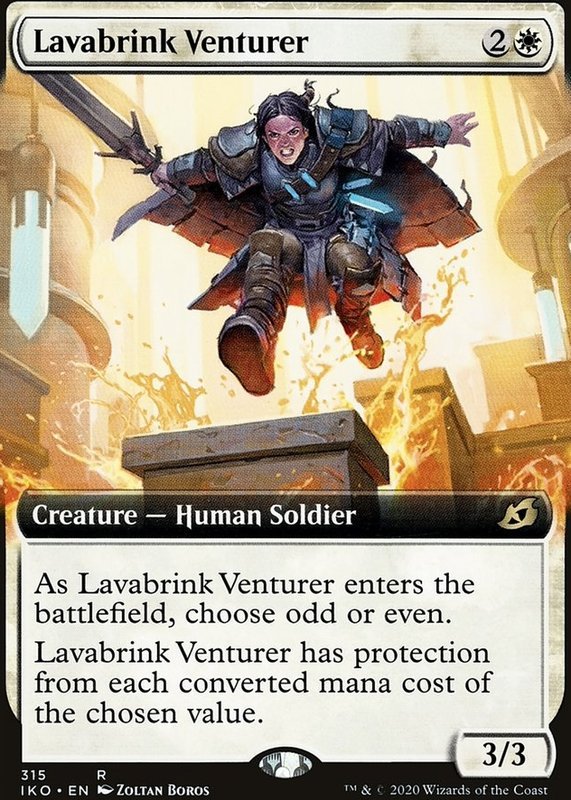 Lavabrink Venturer 2
Creature — Human Soldier
As Lavabrink Venturer enters the
battlefield, choose odd or even.
Lavabrink Venturer has protection
from each converted mana cost of
the chosen value.
3/3
315 R
IKO • EN Zoltan Boros
™ & © 2020 Wizards of the Coast